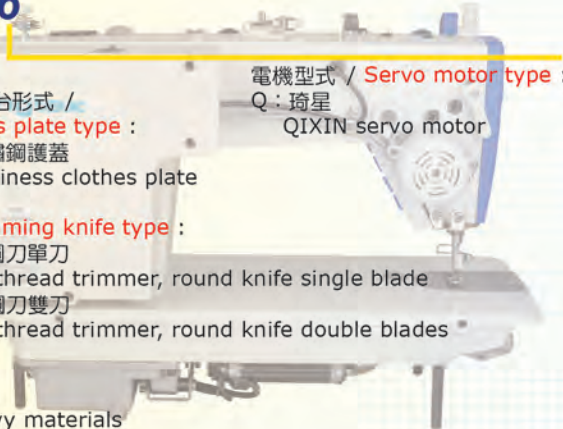 電機型式 / Servo motor type :
Q：琦星
QIXIN servo motor
台形式 /
s plate type :
鋼護蓋
iness clothes plate
ming knife type :
刀單刀
thread trimmer, round knife single blade
刀雙刀
thread trimmer, round knife double blades
vy materials